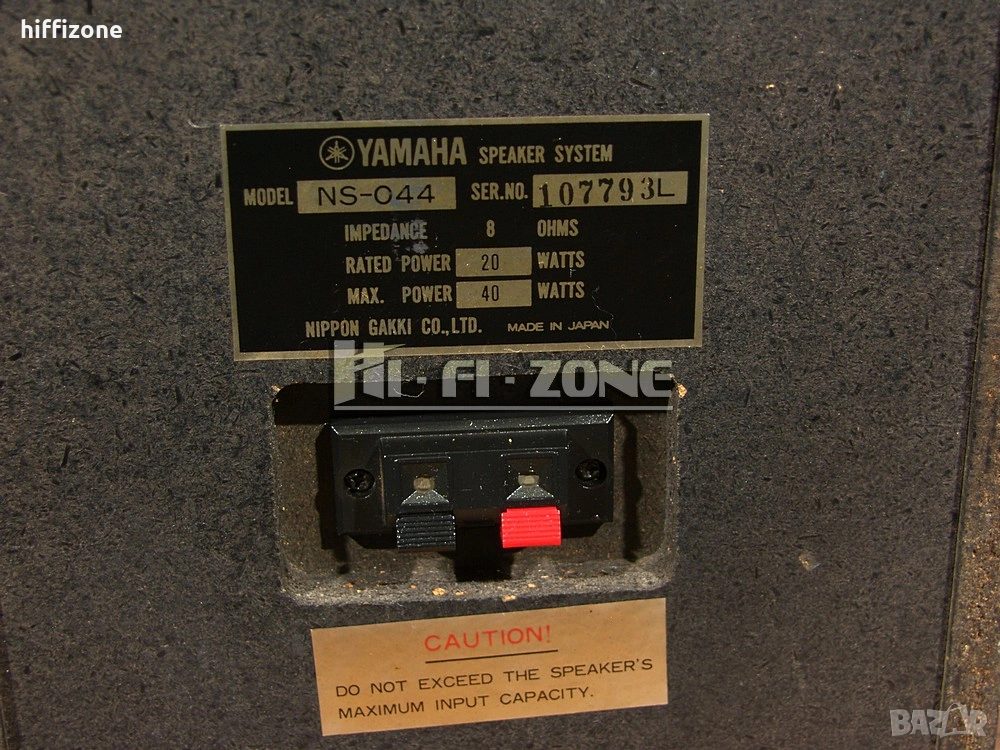 hiffizone
YAMAHA SPEAKER SYSTEM
MODEL NS-044 SER.NO. 107793L
IMPEDANCE 8 OHMS
RATED POWER 20 WATTS
MAX. POWER 40 WATTS
NIPPON GAKKI CO.,LTD. MADE IN JAPAN
HI-FI-ZONE
CAUTION!
DO NOT EXCEED THE SPEAKER'S
MAXIMUM INPUT CAPACITY.
BAZAR